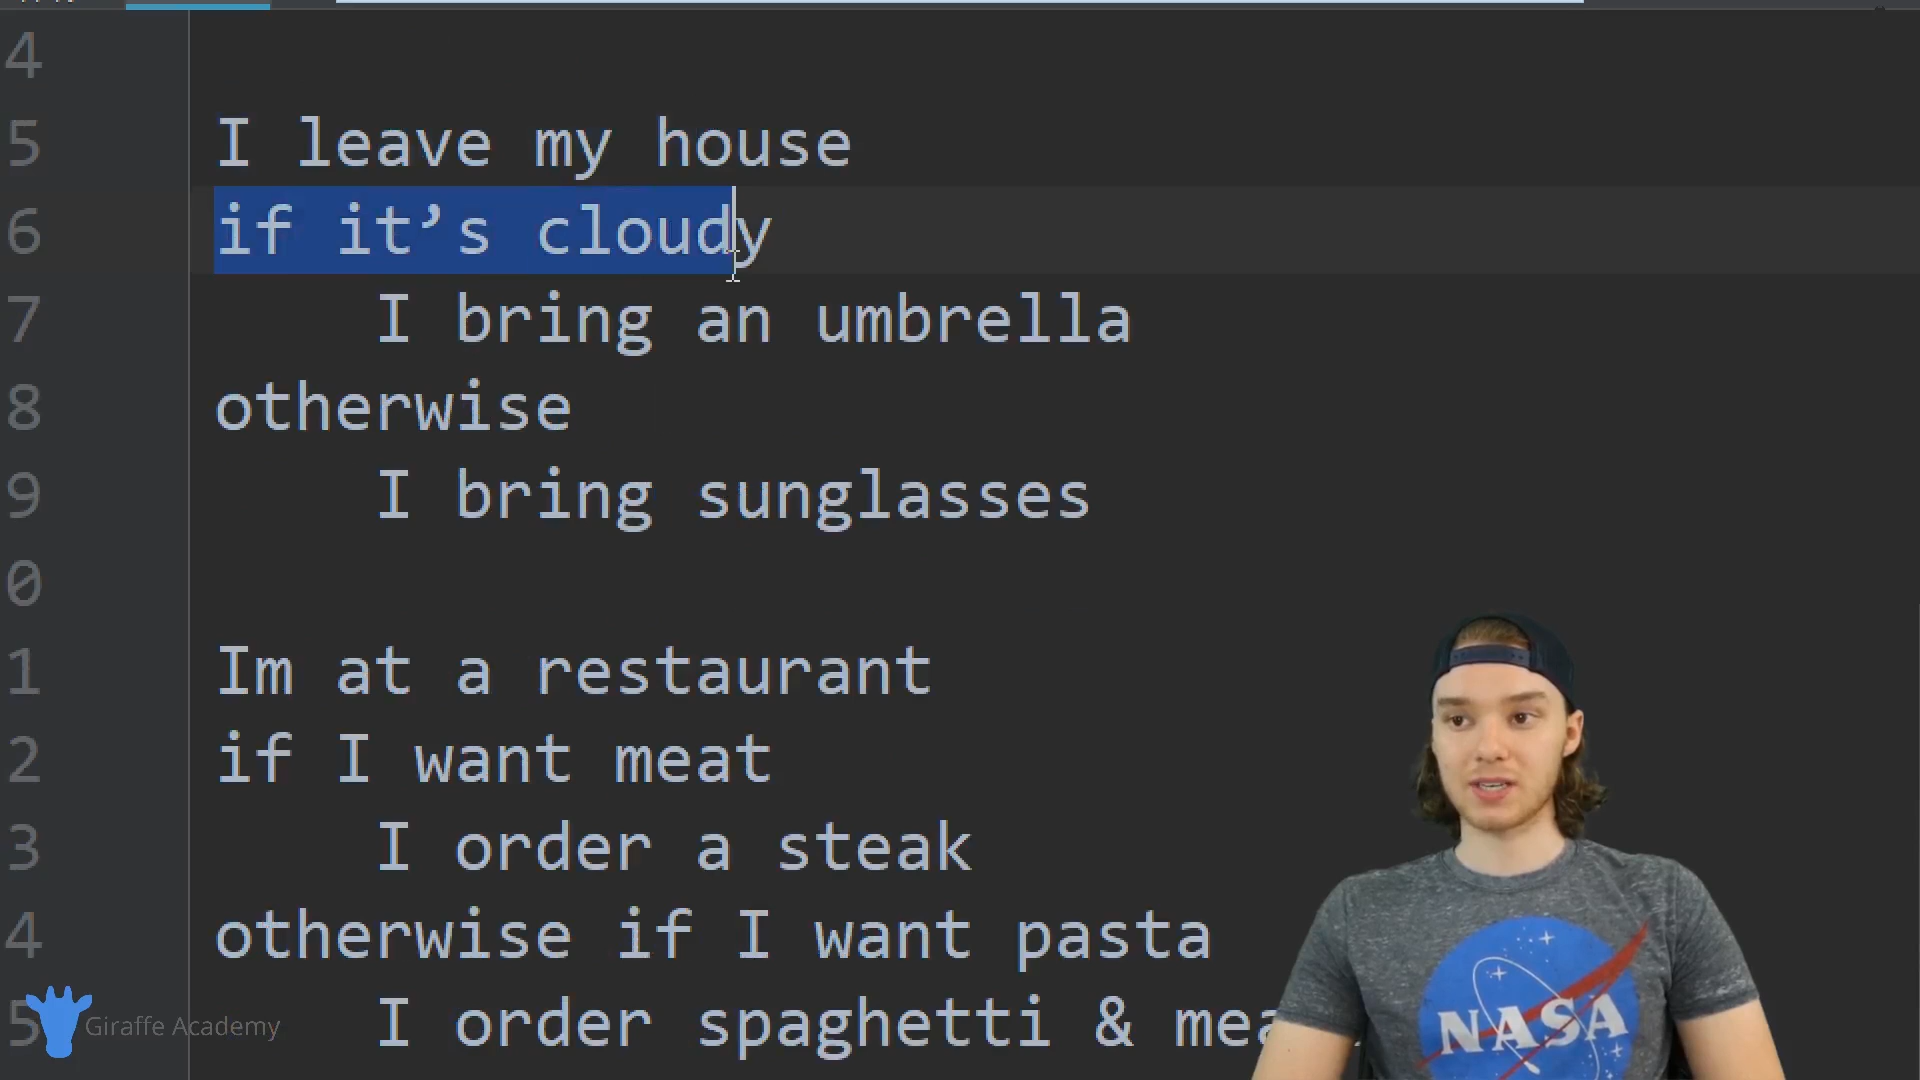 4
5 I leave my house
6 if it’s cloudy
7 I bring an umbrella
8 otherwise
9 I bring sunglasses
0
1 Im at a restaurant
2 if I want meat
3 I order a steak
4 otherwise if I want pasta
5 I order spaghetti &
Giraffe Academy
NASA